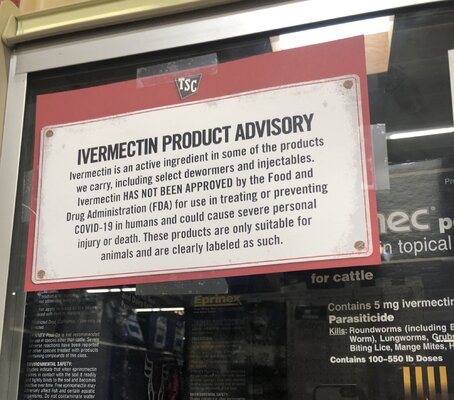 TSC
IVERMECTIN PRODUCT ADVISORY
Ivermectin is an active ingredient in some of the products
we carry, including select dewormers and injectables.
Ivermectin HAS NOT BEEN APPROVED by the Food and
Drug Administration (FDA) for use in treating or preventing
COVID-19 in humans and could cause severe personal
injury or death. These products are only suitable for
animals and are clearly labeled as such.
nec® p
n topical
for cattle
Contains 5 mg ivermectin
Parasiticide
Kills: Roundworms (including
Lungworms, Grub
Biting Lice, Mange Mites, H
Contains 100–550 lb Doses
Eprinex